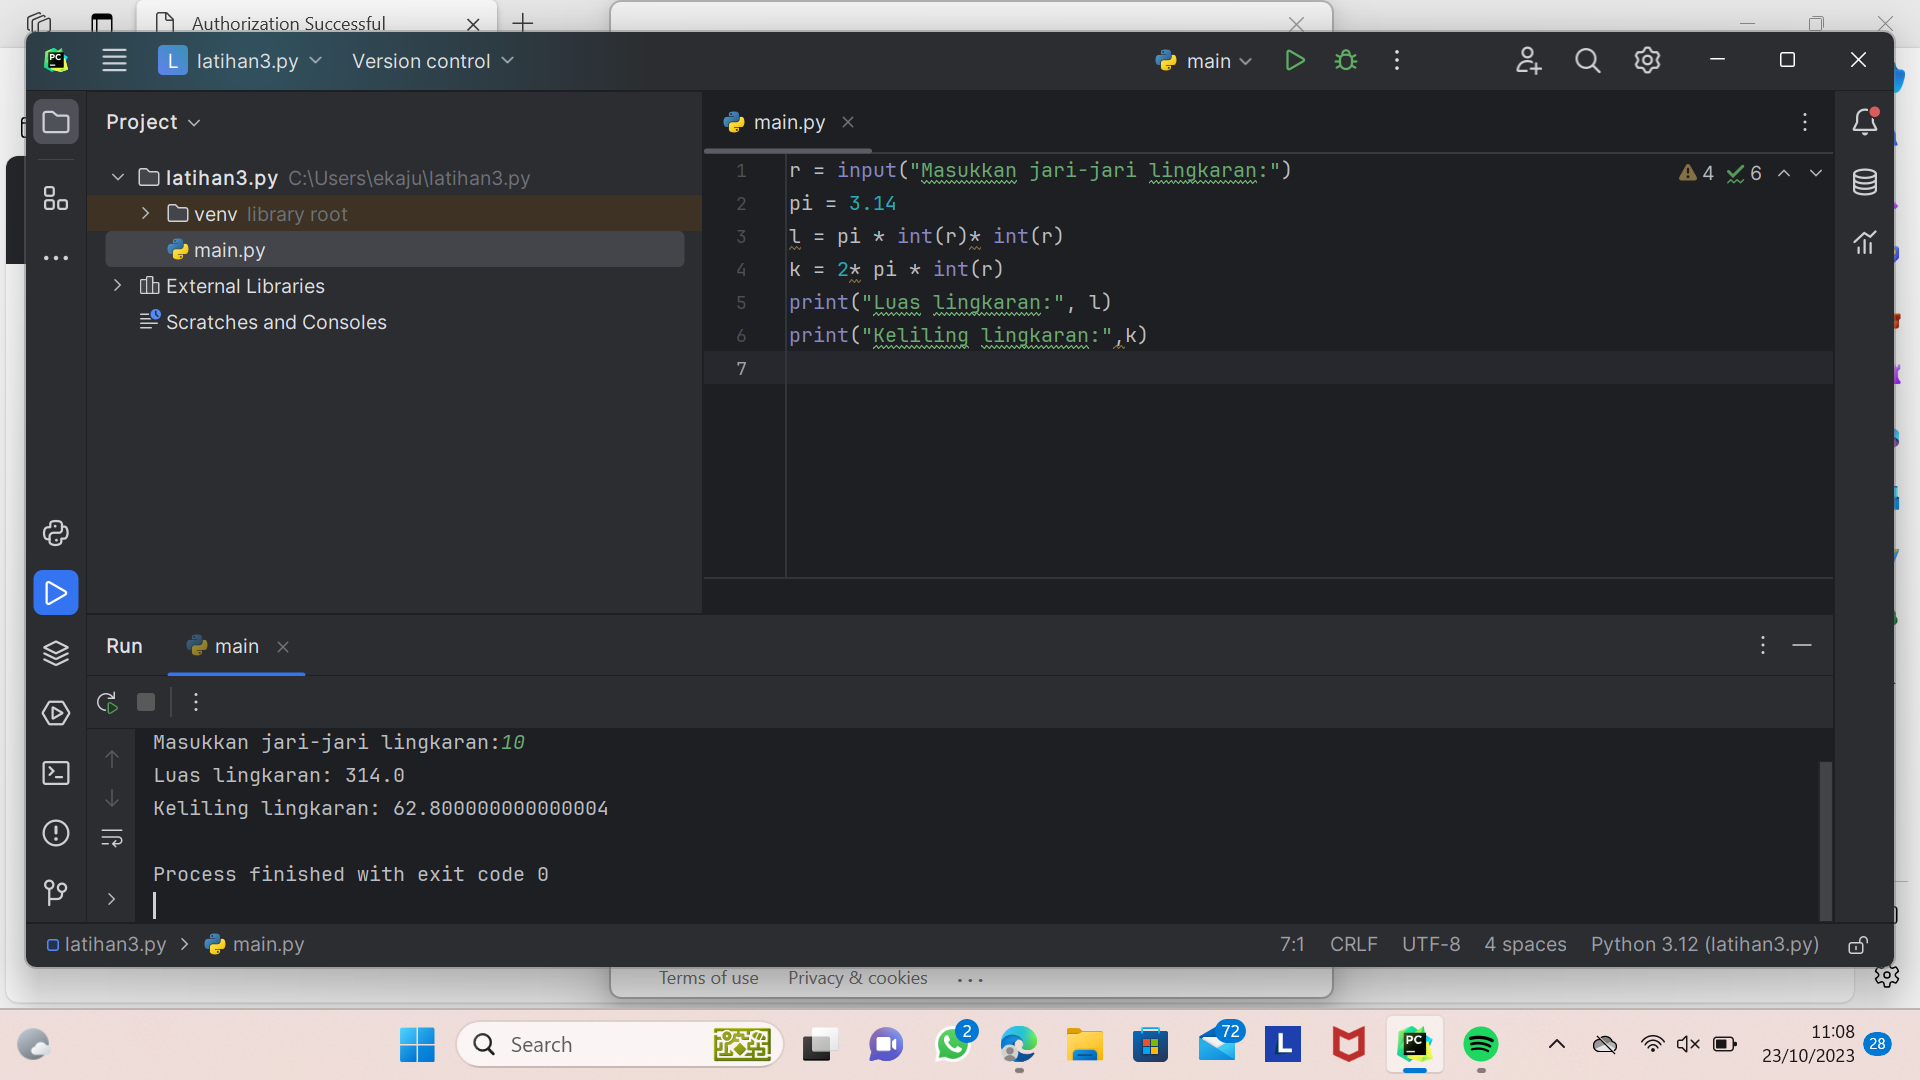 Authorization Successful
L latihan3.py Version control main
Project main.py
latihan3.py C:\Users\ekaju\latihan3.py
venv library root
main.py
External Libraries
Scratches and Consoles
1 r = input("Masukkan jari-jari lingkaran:") 4 6
2 pi = 3.14
3 l = pi * int(r)* int(r)
4 k = 2* pi * int(r)
5 print("Luas lingkaran:", l)
6 print("Keliling lingkaran:",k)
7
Run main
Masukkan jari-jari lingkaran:10
Luas lingkaran: 314.0
Keliling lingkaran: 62.800000000000004
Process finished with exit code 0
latihan3.py > main.py 7:1 CRLF UTF-8 4 spaces Python 3.12 (latihan3.py)
Terms of use Privacy & cookies ...
Search 2 72 L PC 11:08 28
23/10/2023
PC